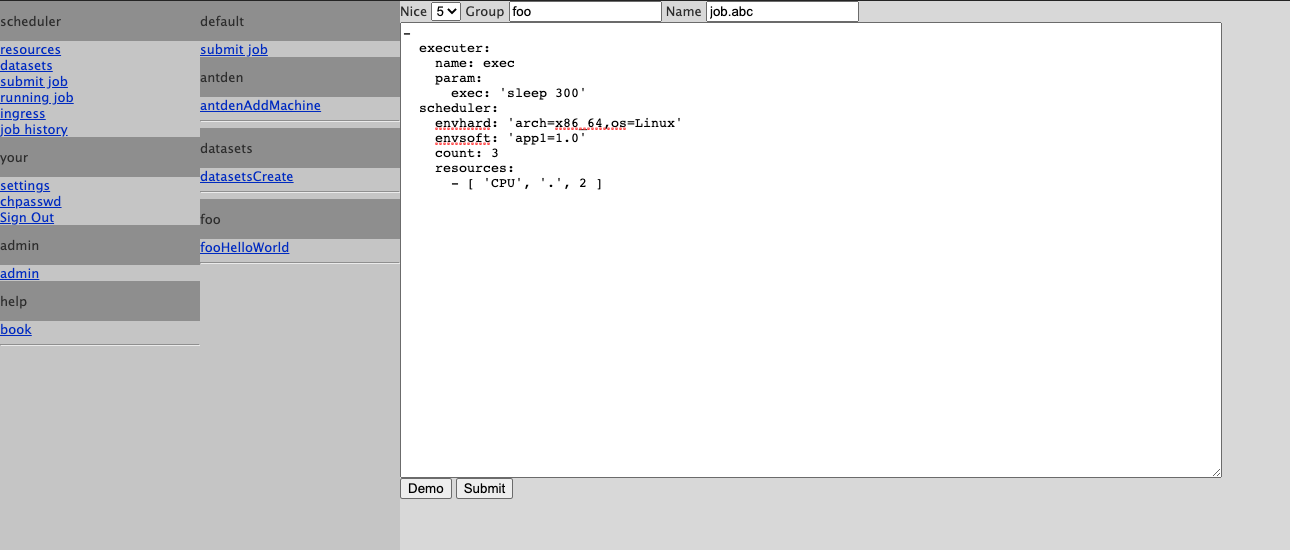 scheduler
resources
datasets
submit job
running job
ingress
job history
your
settings
chpasswd
Sign Out
admin
admin
help
book
default
submit job
antden
antdenAddMachine
datasets
datasetsCreate
foo
fooHelloWorld
Nice 5 Group foo Name job.abc
-
  executer:
    name: exec
    param:
      exec: 'sleep 300'
  scheduler:
    envhard: 'arch=x86_64,os=Linux'
    envsoft: 'app1=1.0'
    count: 3
    resources:
      - [ 'CPU', '.', 2 ]
Demo Submit